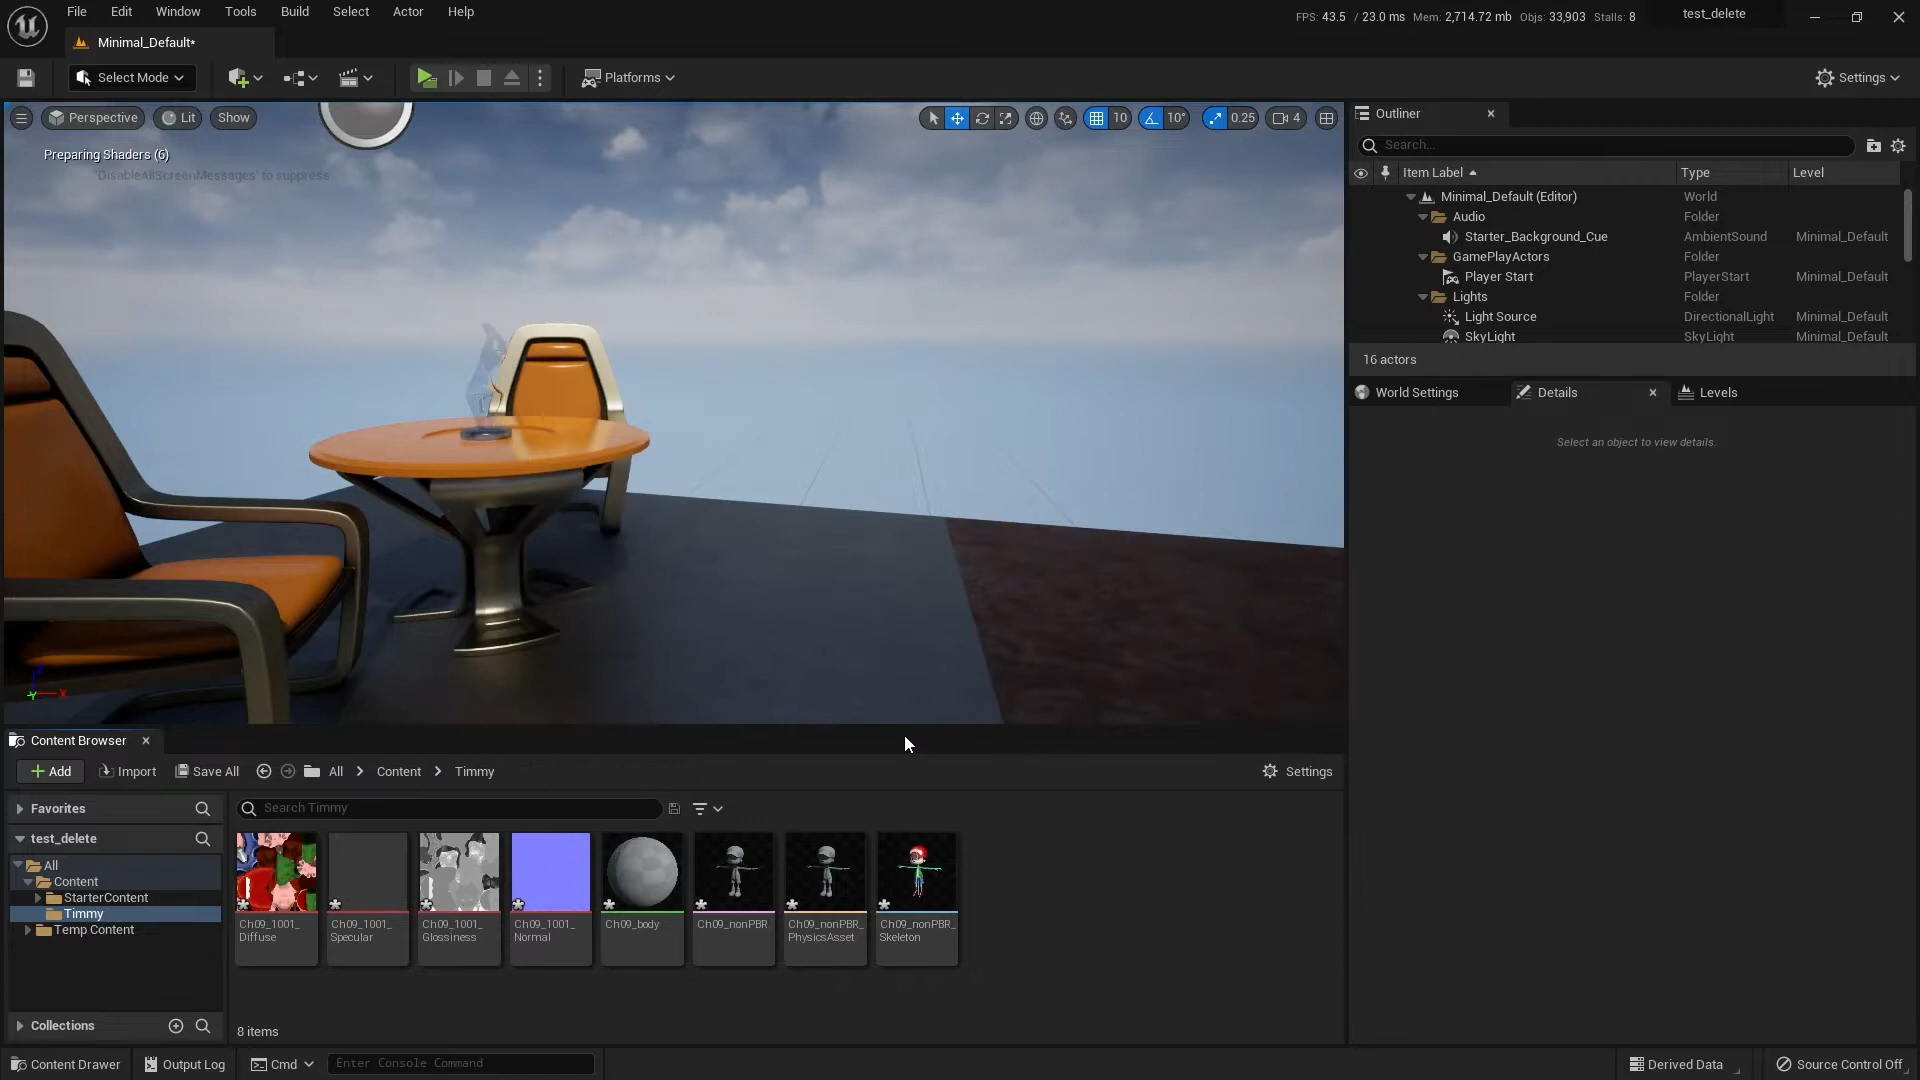 File Edit Window Tools Build Select Actor Help
FPS: 43.5 / 23.0 ms Mem: 2,714.72 mb Objs: 33,903 Stalls: 8 test_delete
Minimal_Default*
Select Mode Platforms Settings
Perspective Lit Show 10 10° 0.25 4
Preparing Shaders (6)
'DisableAllScreenMessages' to suppress
Outliner
Search...
Item Label Type Level
Minimal_Default (Editor) World
Audio Folder
Starter_Background_Cue AmbientSound Minimal_Default
GamePlayActors Folder
Player Start PlayerStart Minimal_Default
Lights Folder
Light Source DirectionalLight Minimal_Default
SkyLight SkyLight Minimal_Default
16 actors
World Settings Details Levels
Select an object to view details.
X
Content Browser
Add Import Save All All Content Timmy Settings
Favorites
Search Timmy
test_delete
All
Content
StarterContent
Timmy
Temp Content
Ch09_1001_
Diffuse
Ch09_1001_
Specular
Ch09_1001_
Glossiness
Ch09_1001_
Normal
Ch09_body
Ch09_nonPBR
Ch09_nonPBR_
PhysicsAsset
Ch09_nonPBR_
Skeleton
Collections
8 items
Content Drawer Output Log Cmd Enter Console Command Derived Data Source Control Off